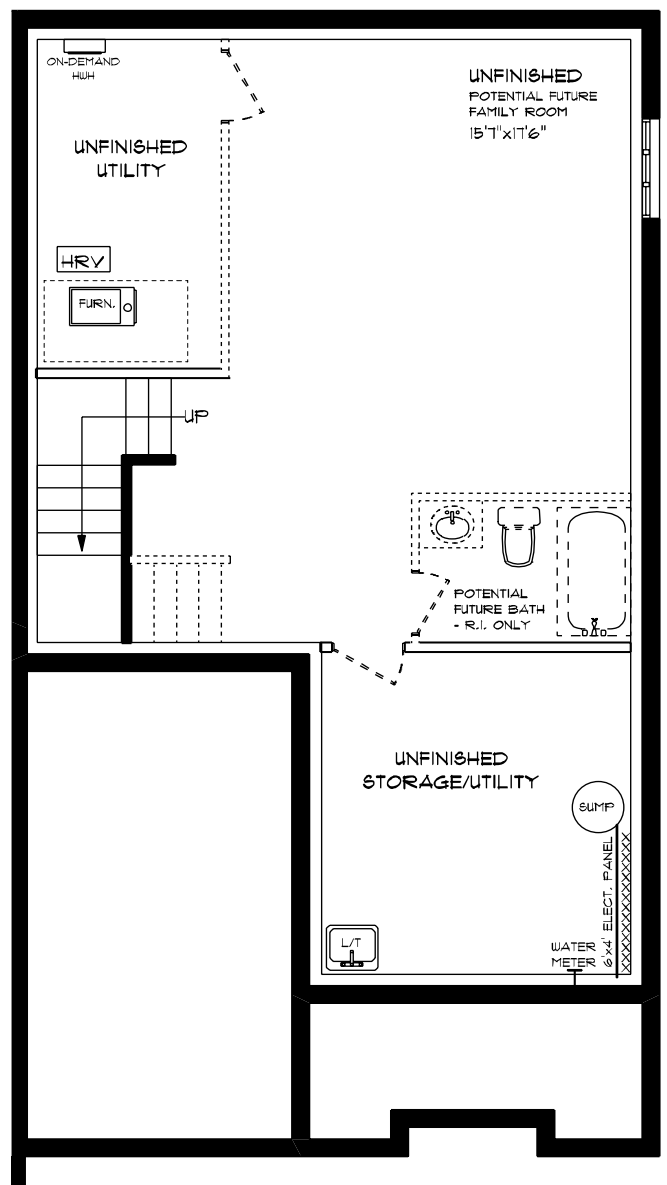 ON-DEMAND
HWH
UNFINISHED
POTENTIAL FUTURE
FAMILY ROOM
15'7"x17'6"
UNFINISHED
UTILITY
HRV
FURN.
UP
POTENTIAL
FUTURE BATH
- R.I. ONLY
UNFINISHED
STORAGE/UTILITY
SUMP
6'x4' ELECT. PANEL
L/T
WATER
METER